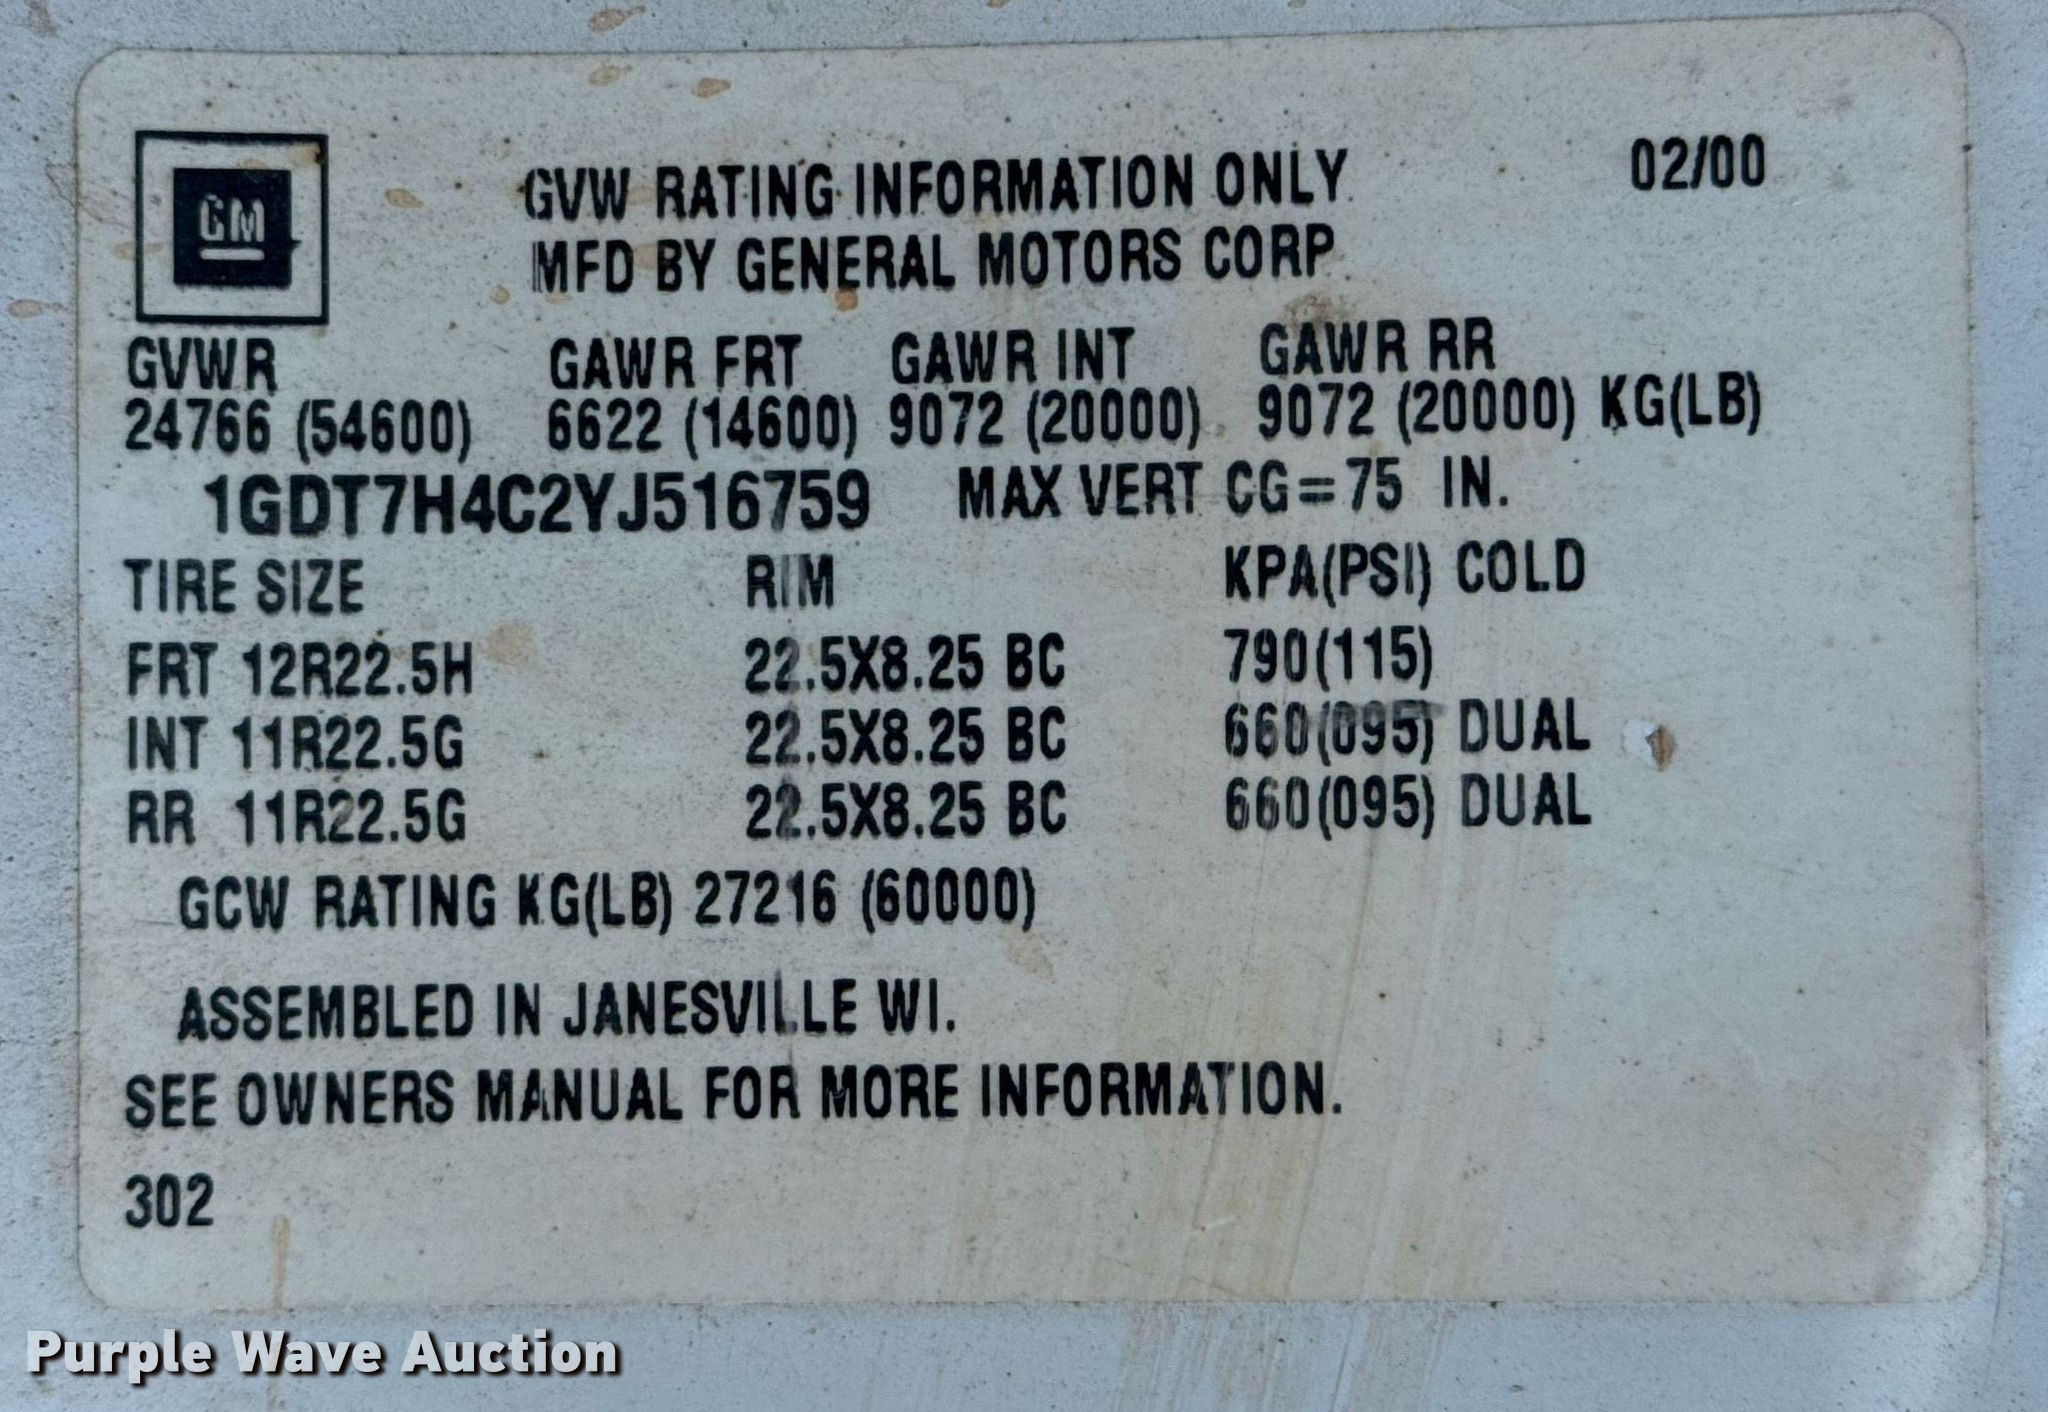 GM
GVW RATING INFORMATION ONLY
02/00
MFD BY GENERAL MOTORS CORP
GVWR GAWR FRT GAWR INT GAWR RR
24766 (54600) 6622 (14600) 9072 (20000) 9072 (20000) KG(LB)
1GDT7H4C2YJ516759 MAX VERT CG=75 IN.
TIRE SIZE RIM KPA(PSI) COLD
FRT 12R22.5H 22.5X8.25 BC 790(115)
INT 11R22.5G 22.5X8.25 BC 660(095) DUAL
RR 11R22.5G 22.5X8.25 BC 660(095) DUAL
GCW RATING KG(LB) 27216 (60000)
ASSEMBLED IN JANESVILLE WI.
SEE OWNERS MANUAL FOR MORE INFORMATION.
302
Purple Wave Auction